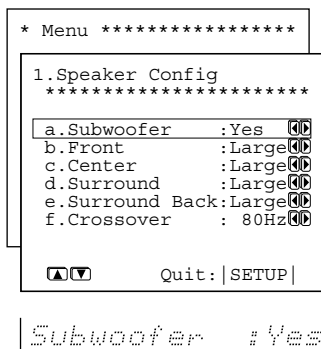 * Menu *****************
1.Speaker Config
***********************
a.Subwoofer :Yes
b.Front :Large
c.Center :Large
d.Surround :Large
e.Surround Back:Large
f.Crossover : 80Hz
Quit:|SETUP|
Subwoofer :Yes